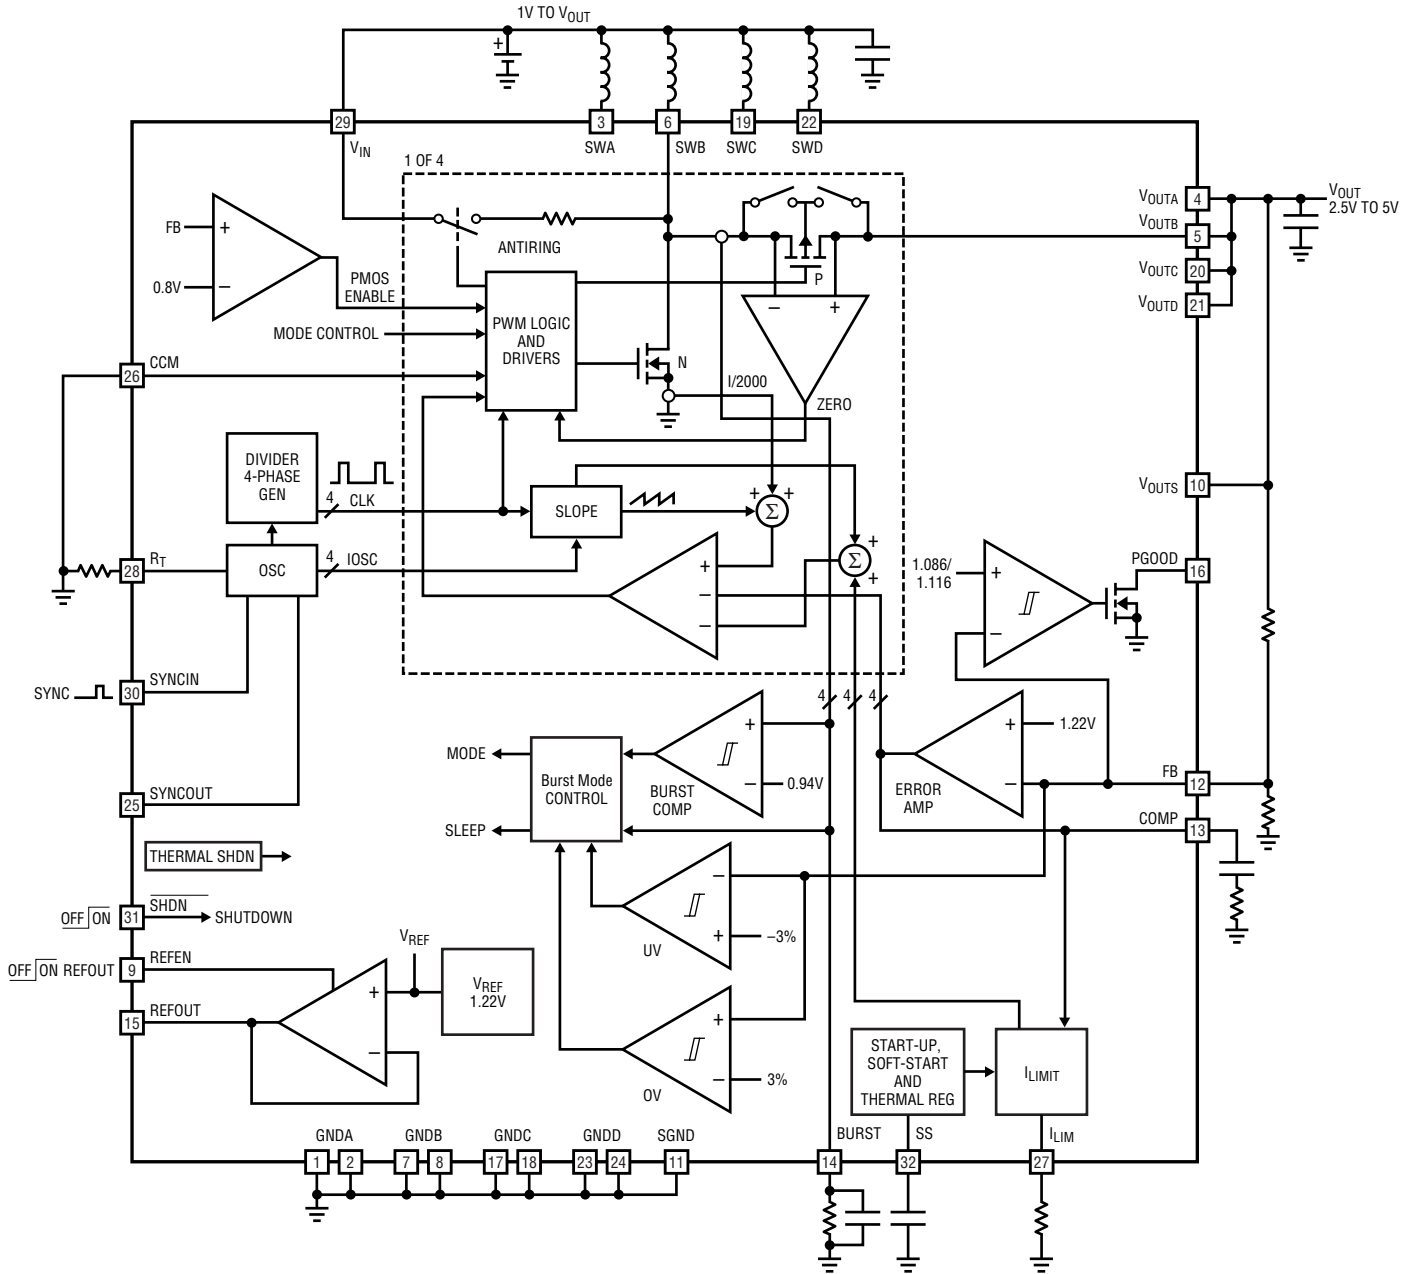 1V TO VOUT
+
29
3
6
19
22
VIN
SWA
SWB
SWC
SWD
1 OF 4
VOUTA
4
VOUT
2.5V TO 5V
VOUTB
5
VOUTC
20
VOUTD
21
FB
+
0.8V
–
ANTIRING
PMOS
ENABLE
MODE CONTROL
PWM LOGIC
AND
DRIVERS
P
N
–
+
I/2000
ZERO
CCM
26
DIVIDER
4-PHASE
GEN
4
CLK
SLOPE
+
+
Σ
+
Σ
+
VOUTS
10
RT
28
OSC
4
IOSC
+
–
–
1.086/
1.116
+
–
PGOOD
16
SYNC
30
SYNCIN
4
4
4
MODE
SLEEP
Burst Mode
CONTROL
+
–
0.94V
BURST
COMP
+
1.22V
–
ERROR
AMP
FB
12
COMP
13
25
SYNCOUT
THERMAL SHDN
OFF ON
31
SHDN
SHUTDOWN
–
+
–3%
UV
OFF ON REFOUT
9
REFEN
REFOUT
15
VREF
VREF
1.22V
+
–
+
–
3%
OV
START-UP,
SOFT-START
AND
THERMAL REG
ILIMIT
GNDA
GNDB
GNDC
GNDD
SGND
BURST
SS
ILIM
1
2
7
8
17
18
23
24
11
14
32
27